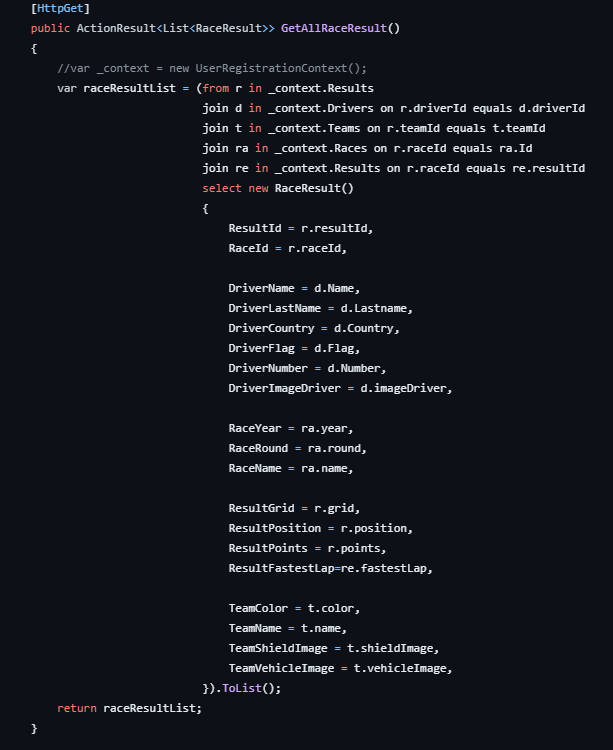 [HttpGet]
public ActionResult<List<RaceResult>> GetAllRaceResult()
{
//var _context = new UserRegistrationContext();
var raceResultList = (from r in _context.Results
join d in _context.Drivers on r.driverId equals d.driverId
join t in _context.Teams on r.teamId equals t.teamId
join ra in _context.Races on r.raceId equals ra.Id
join re in _context.Results on r.raceId equals re.resultId
select new RaceResult()
{
ResultId = r.resultId,
RaceId = r.raceId,
DriverName = d.Name,
DriverLastName = d.Lastname,
DriverCountry = d.Country,
DriverFlag = d.Flag,
DriverNumber = d.Number,
DriverImageDriver = d.imageDriver,
RaceYear = ra.year,
RaceRound = ra.round,
RaceName = ra.name,
ResultGrid = r.grid,
ResultPosition = r.position,
ResultPoints = r.points,
ResultFastestLap=re.fastestLap,
TeamColor = t.color,
TeamName = t.name,
TeamShieldImage = t.shieldImage,
TeamVehicleImage = t.vehicleImage,
}).ToList();
return raceResultList;
}